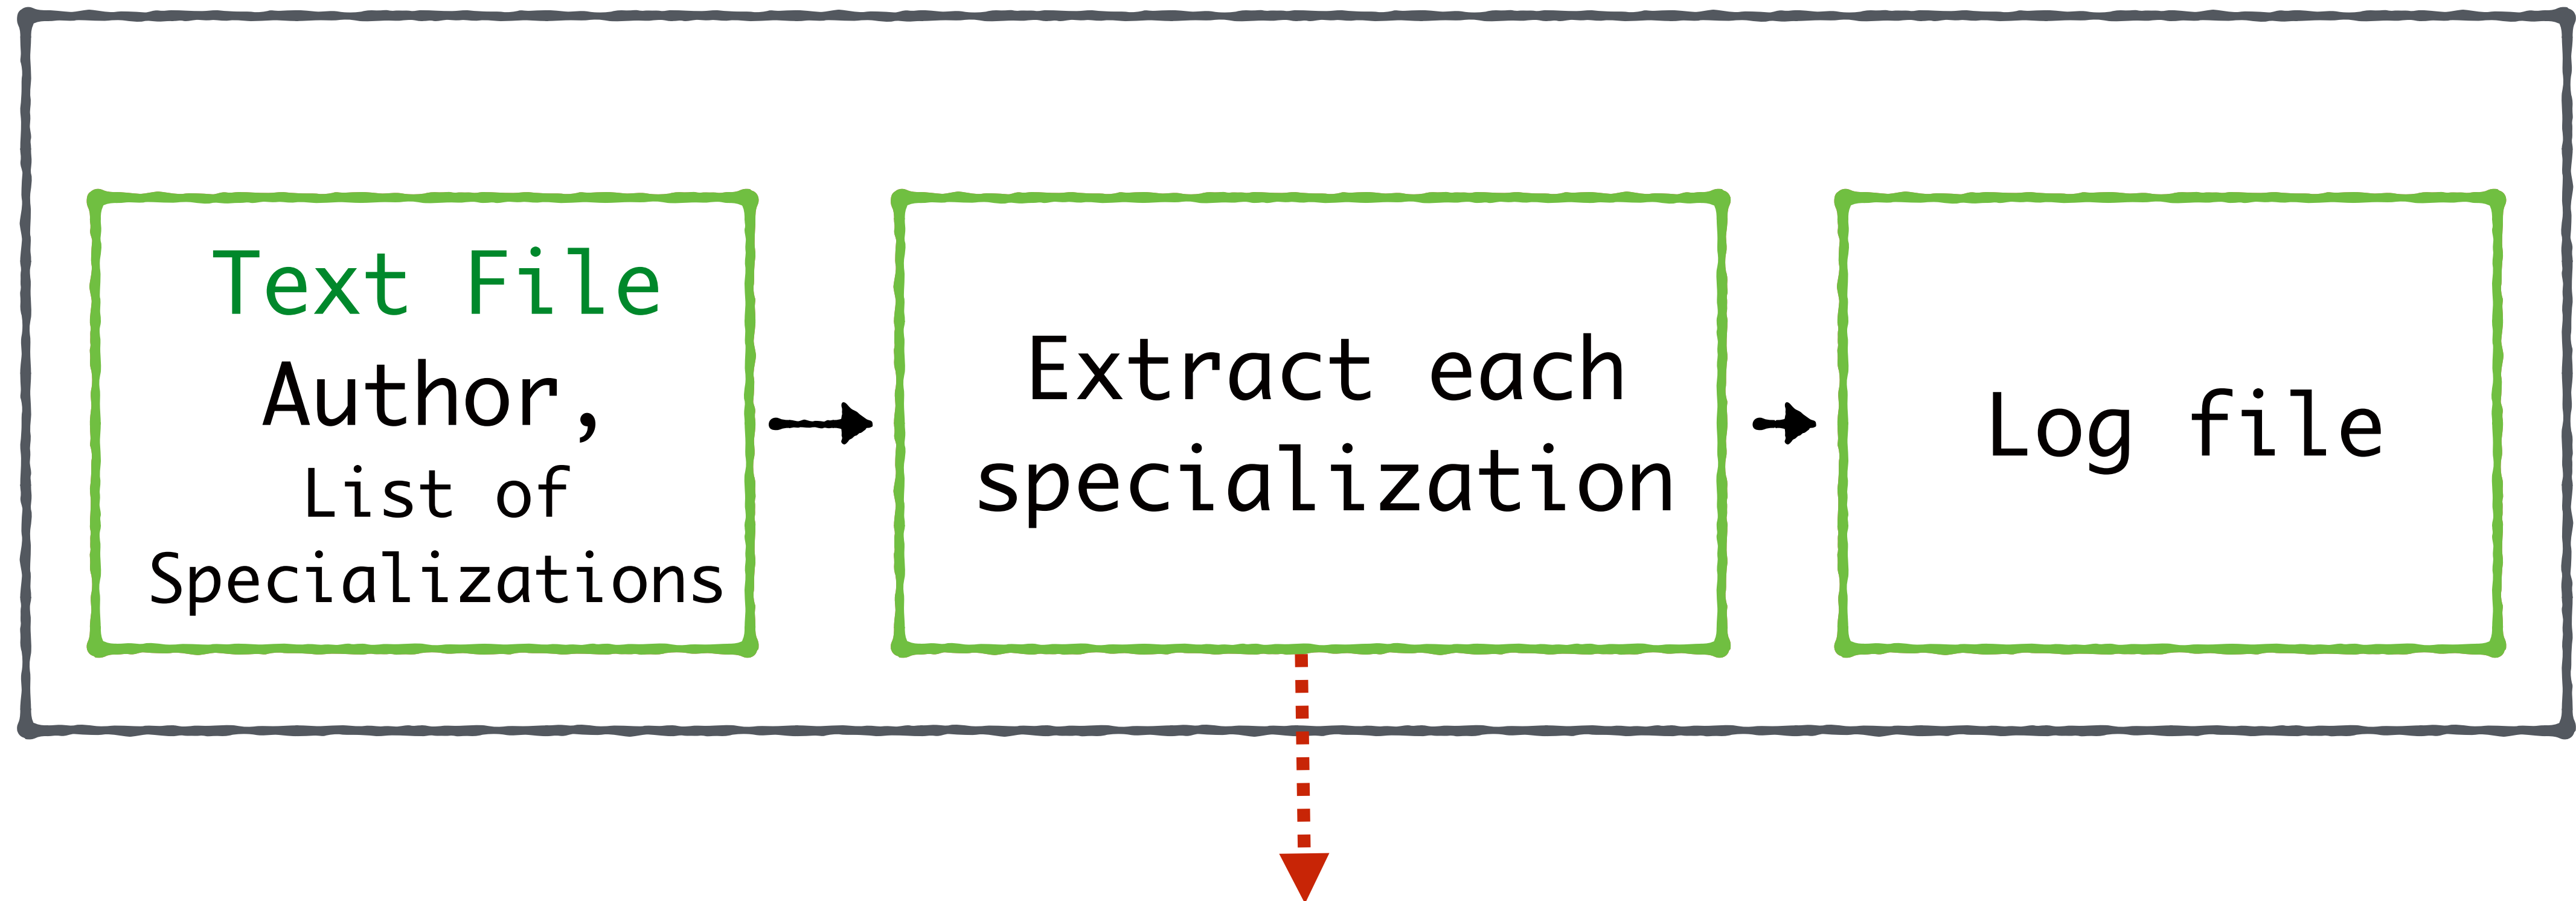 Text File
Author,
List of
Specializations
Extract each
specialization
Log file